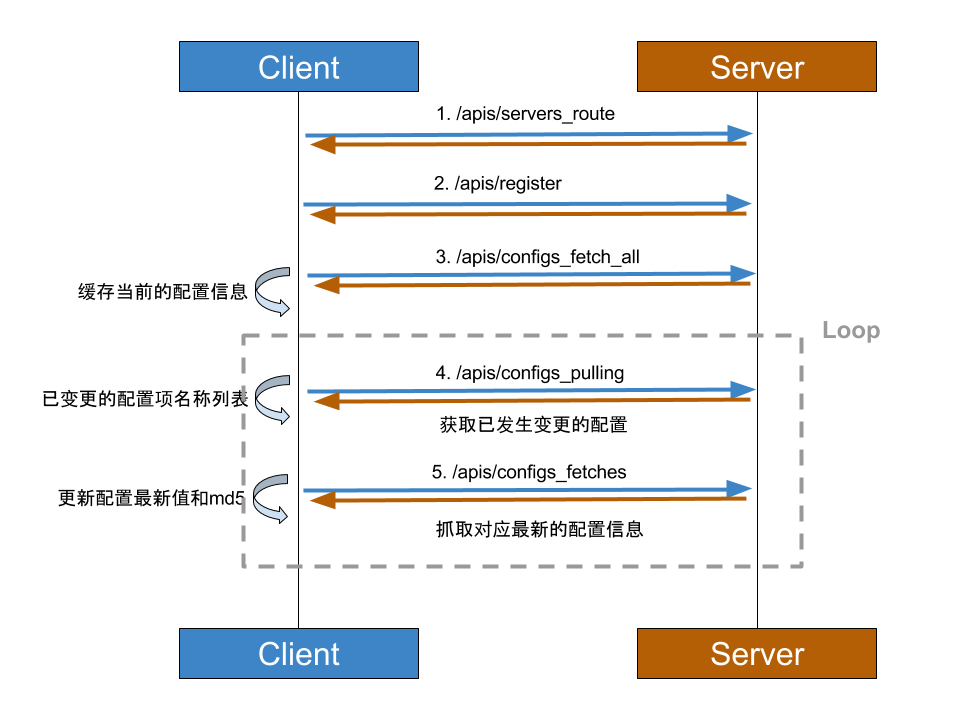 Client
Server
1. /apis/servers_route
2. /apis/register
3. /apis/configs_fetch_all
缓存当前的配置信息
Loop
4. /apis/configs_pulling
已变更的配置项名称列表
获取已发生变更的配置
5. /apis/configs_fetches
更新配置最新值和md5
抓取对应最新的配置信息
Client
Server